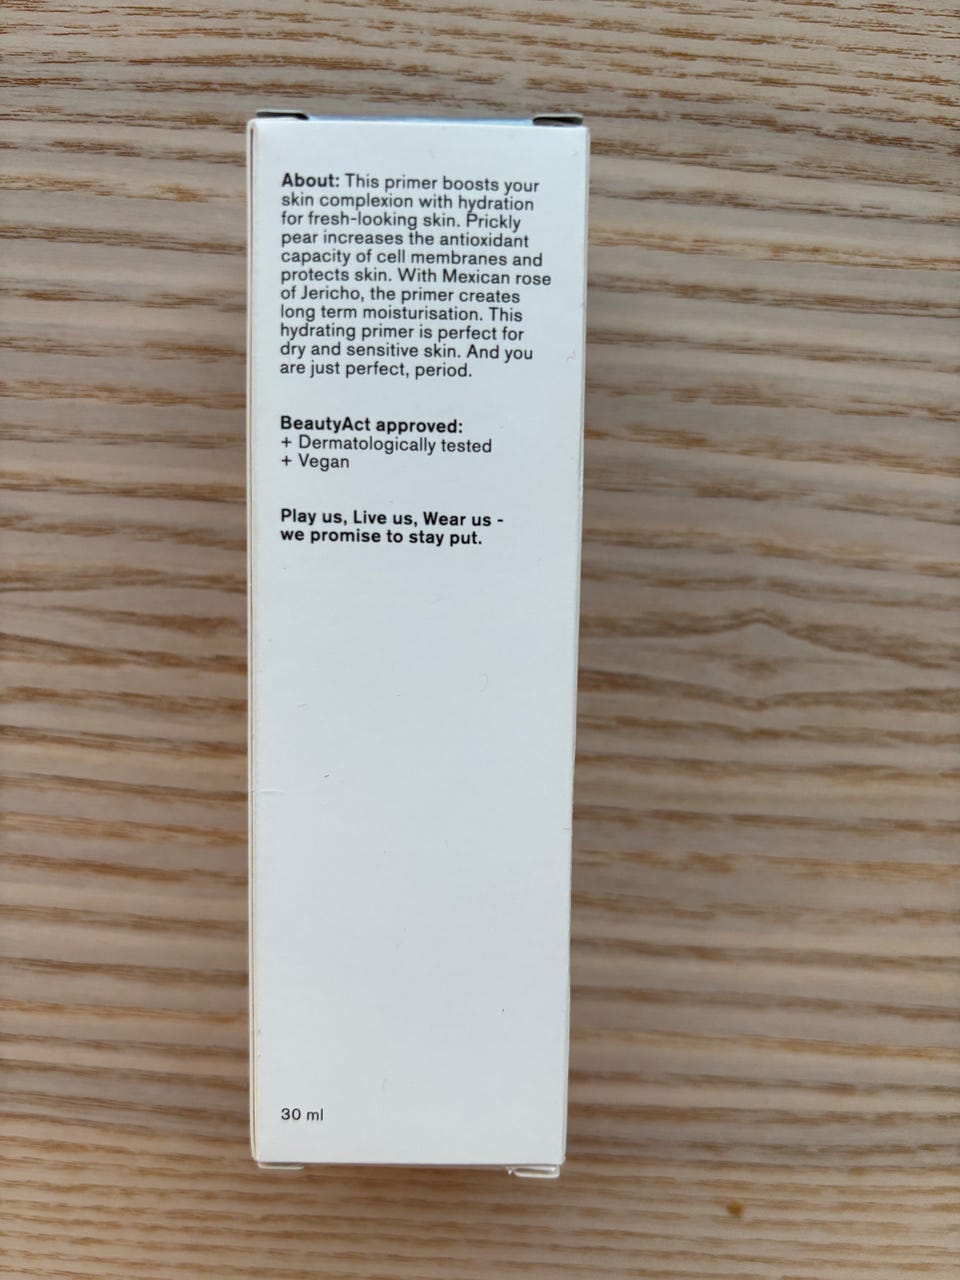 About: This primer boosts your
skin complexion with hydration
for fresh-looking skin. Prickly
pear increases the antioxidant
capacity of cell membranes and
protects skin. With Mexican rose
of Jericho, the primer creates
long term moisturisation. This
hydrating primer is perfect for
dry and sensitive skin. And you
are just perfect, period.
BeautyAct approved:
+ Dermatologically tested
+ Vegan
Play us, Live us, Wear us -
we promise to stay put.
30 ml